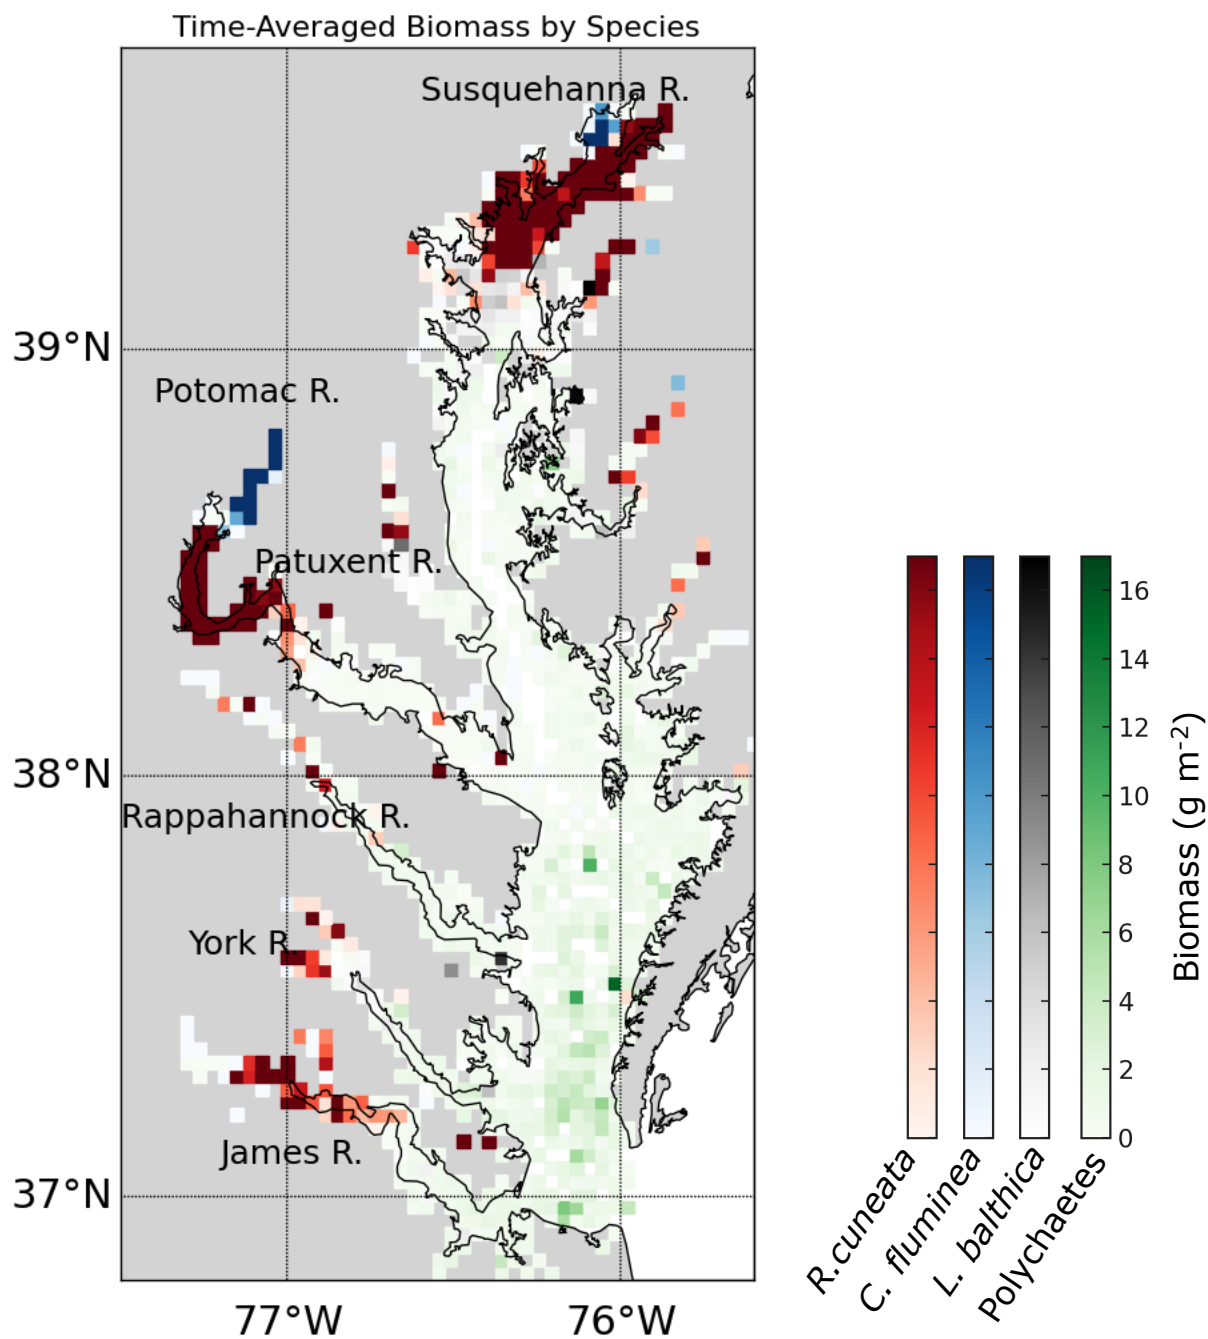 Time-Averaged Biomass by Species
Susquehanna R.
39°N
Potomac R.
Patuxent R.
38°N
Rappahannock R.
York R.
James R.
37°N
77°W
76°W
16
14
12
10
8
6
4
2
0
Biomass (g m⁻²)
R.cuneata
C. fluminea
L. balthica
Polychaetes